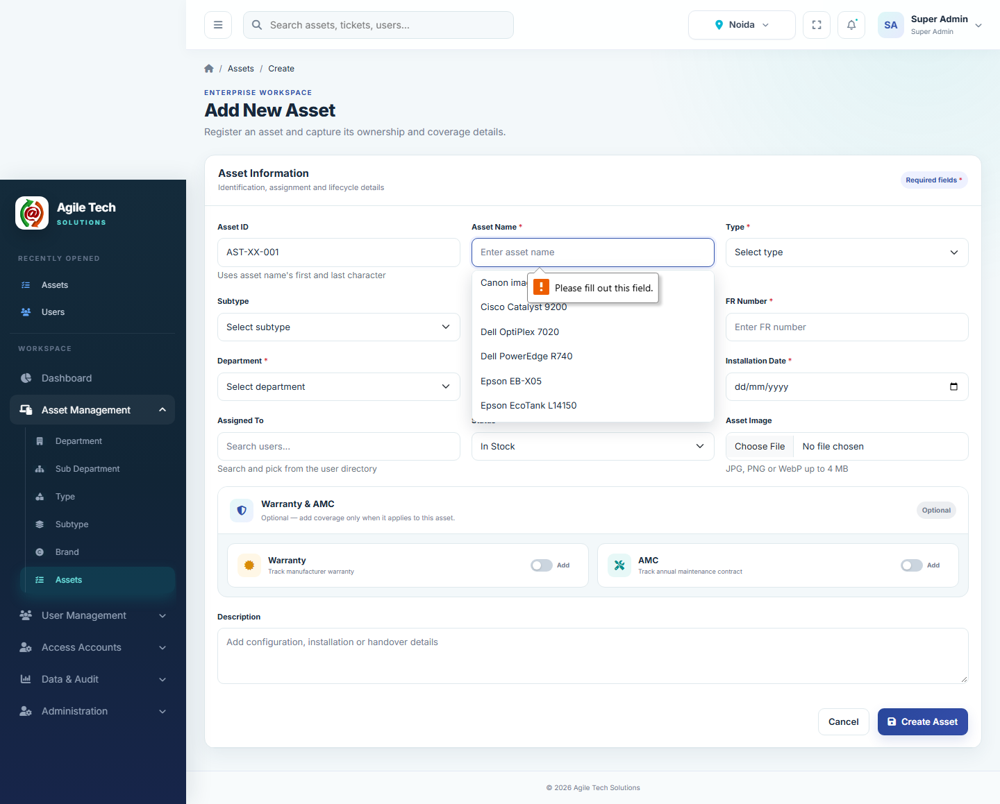 Search assets, tickets, users...
Noida
SA
Super Admin
Super Admin
/ Assets / Create
ENTERPRISE WORKSPACE
Add New Asset
Register an asset and capture its ownership and coverage details.
Agile Tech
SOLUTIONS
RECENTLY OPENED
Assets
Users
WORKSPACE
Dashboard
Asset Management
Department
Sub Department
Type
Subtype
Brand
Assets
User Management
Access Accounts
Data & Audit
Administration
Asset Information
Identification, assignment and lifecycle details
Required fields *
Asset ID
AST-XX-001
Uses asset name's first and last character
Asset Name *
Enter asset name
Type *
Select type
Please fill out this field.
Cisco Catalyst 9200
Dell OptiPlex 7020
Dell PowerEdge R740
Epson EB-X05
Epson EcoTank L14150
Canon
Subtype
Select subtype
FR Number *
Enter FR number
Department *
Select department
Installation Date *
dd/mm/yyyy
Assigned To
Search users...
Search and pick from the user directory
Status
In Stock
Asset Image
Choose File No file chosen
JPG, PNG or WebP up to 4 MB
Warranty & AMC
Optional — add coverage only when it applies to this asset.
Optional
Warranty
Track manufacturer warranty
Add
AMC
Track annual maintenance contract
Add
Description
Add configuration, installation or handover details
Cancel
Create Asset
© 2026 Agile Tech Solutions